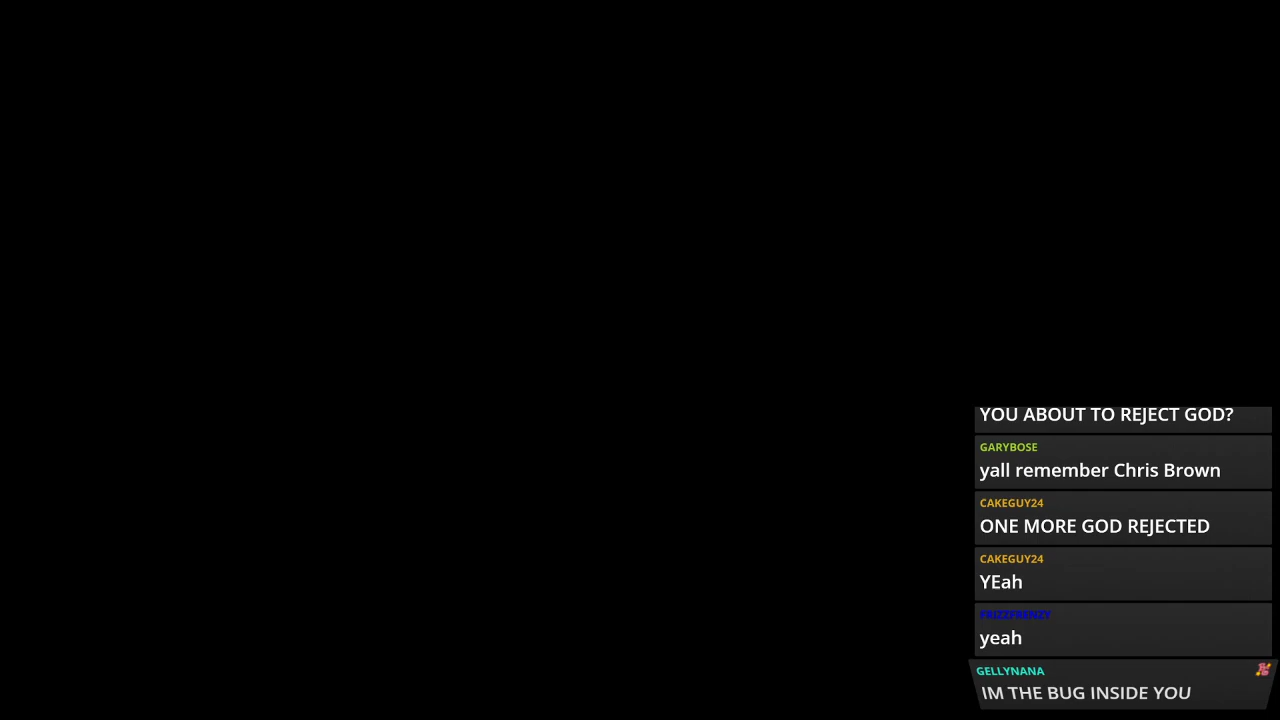 YOU ABOUT TO REJECT GOD?
GARYBOSE
yall remember Chris Brown
CAKEGUY24
ONE MORE GOD REJECTED
CAKEGUY24
YEah
FRIZZFRENZY
yeah
GELLYNANA
IM THE BUG INSIDE YOU